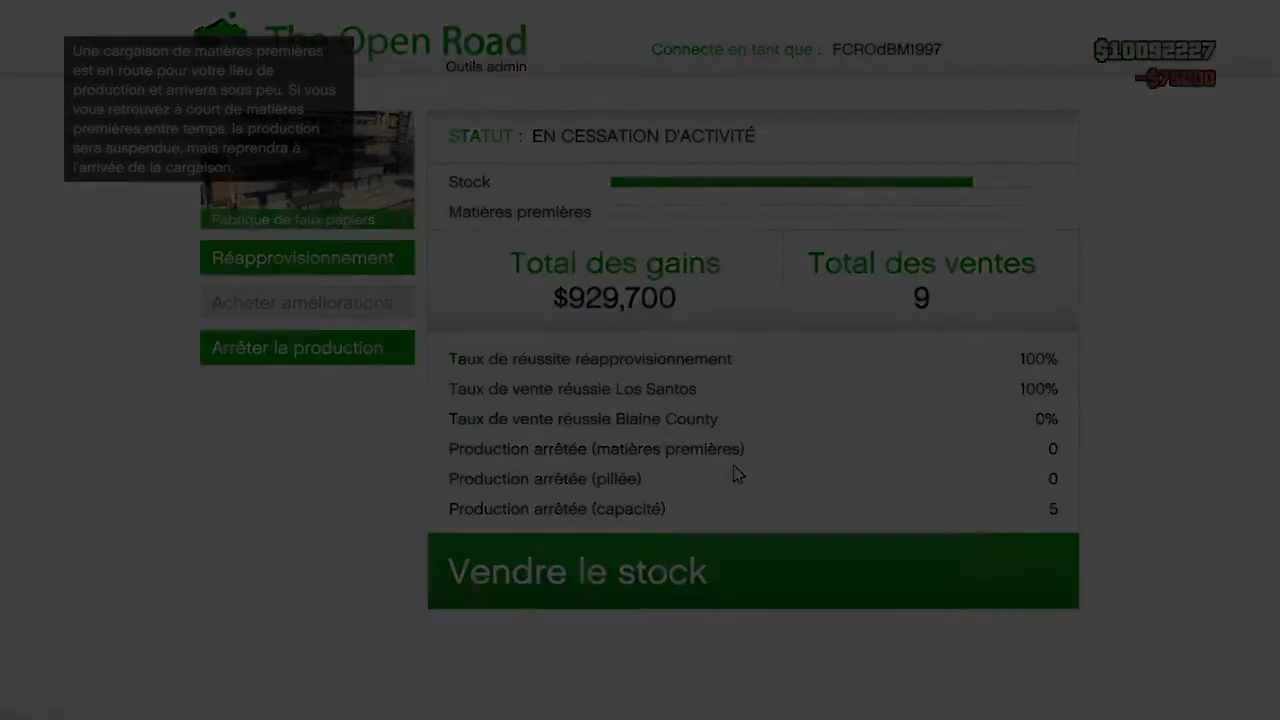 The Open Road
Outils admin
Connecté en tant que : FCROdBM1997
$10092227
-$75000
Une cargaison de matières premières
est en route pour votre lieu de
production et arrivera sous peu. Si vous
vous retrouvez à court de matières
premières entre temps, la production
sera suspendue, mais reprendra à
l'arrivée de la cargaison.
Fabrique de faux papiers
Réapprovisionnement
Acheter améliorations
Arrêter la production
STATUT : EN CESSATION D'ACTIVITÉ
Stock
Matières premières
Total des gains
$929,700
Total des ventes
9
Taux de réussite réapprovisionnement 100%
Taux de vente réussie Los Santos 100%
Taux de vente réussie Blaine County 0%
Production arrêtée (matières premières) 0
Production arrêtée (pillée) 0
Production arrêtée (capacité) 5
Vendre le stock